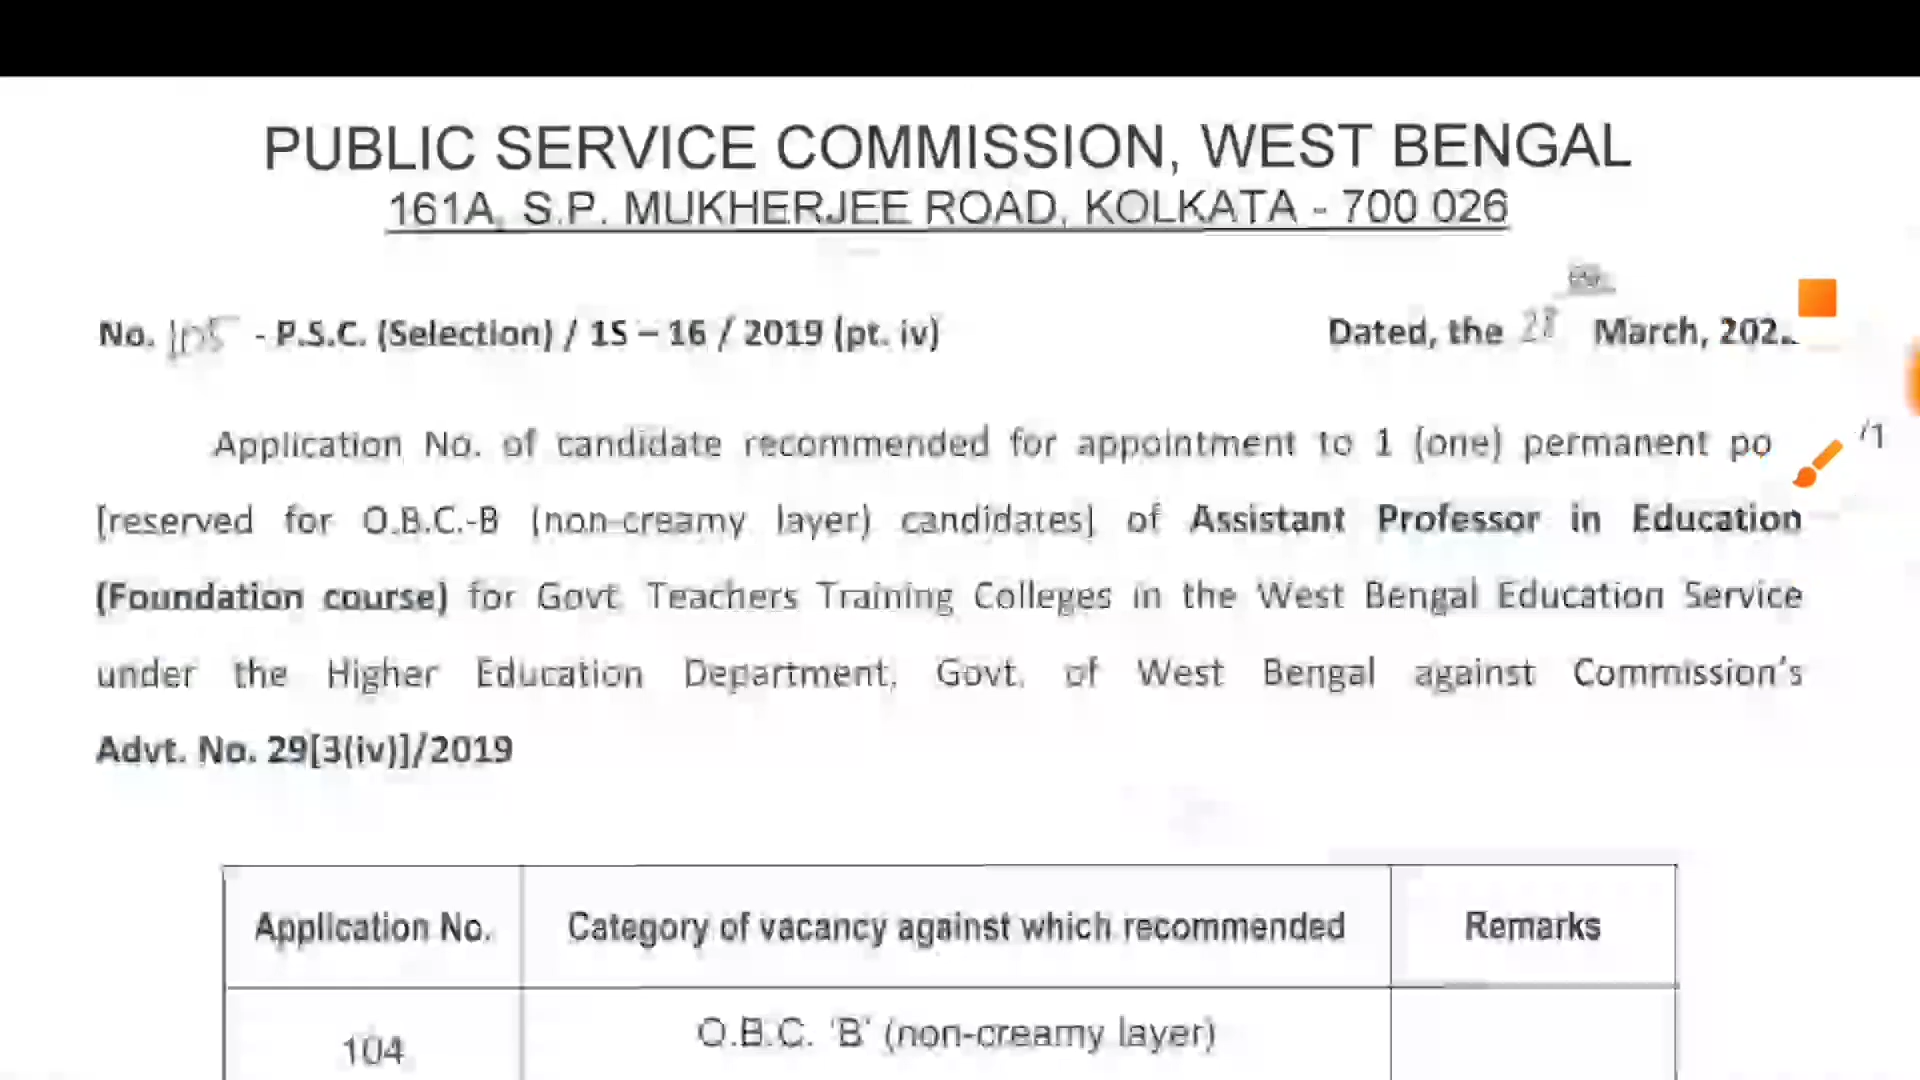 PUBLIC SERVICE COMMISSION, WEST BENGAL
161A, S.P. MUKHERJEE ROAD, KOLKATA - 700 026
No. 105 - P.S.C. (Selection) / 1S – 16 / 2019 (pt. iv) Dated, the 28 March,
Application No. of candidate recommended for appointment to 1 (one) permanent /1
[reserved for O.B.C.-B (non-creamy layer) candidates] of Assistant Professor in Education
(Foundation course) for Govt. Teachers Training Colleges in the West Bengal Education Service
under the Higher Education Department, Govt. of West Bengal against Commission's
Advt. No. 29[3(iv)]/2019
Application No. Category of vacancy against which recommended Remarks
104 O.B.C. 'B' (non-creamy layer)